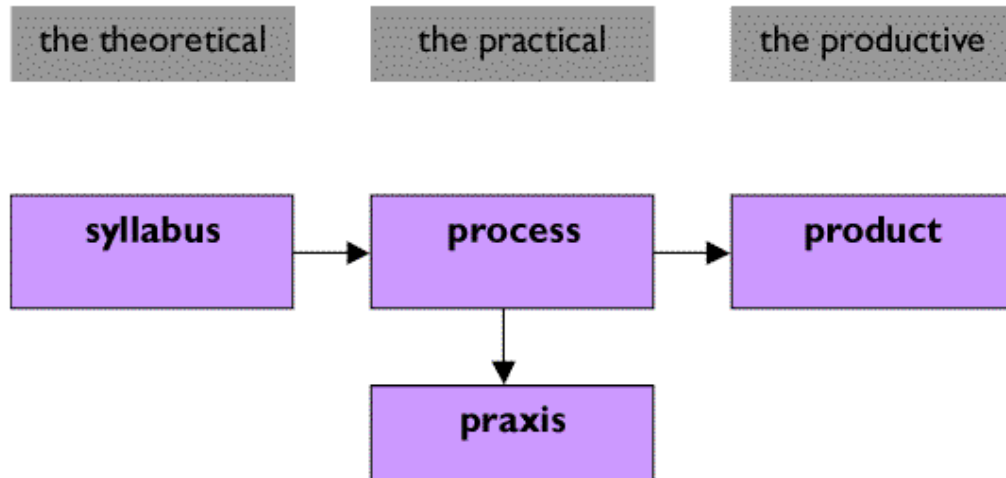 the theoretical
the practical
the productive
syllabus
process
product
praxis